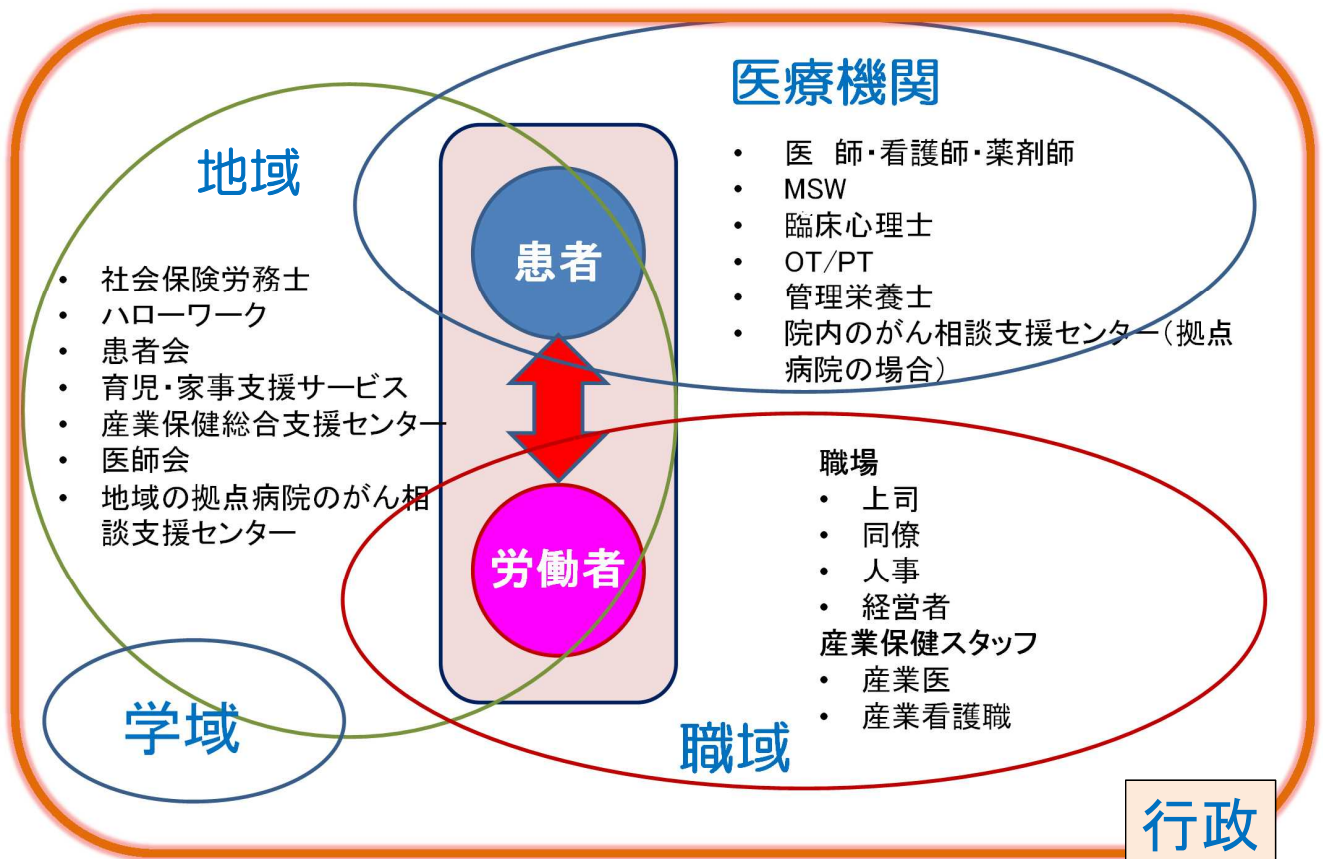 医療機関
• 医 師・看護師・薬剤師
• MSW
• 臨床心理士
• OT/PT
• 管理栄養士
• 院内のがん相談支援センター(拠点
病院の場合)
地域
• 社会保険労務士
• ハローワーク
• 患者会
• 育児・家事支援サービス
• 産業保健総合支援センター
• 医師会
• 地域の拠点病院のがん相
談支援センター
患者
労働者
職場
• 上司
• 同僚
• 人事
• 経営者
産業保健スタッフ
• 産業医
• 産業看護職
職域
学域
行政